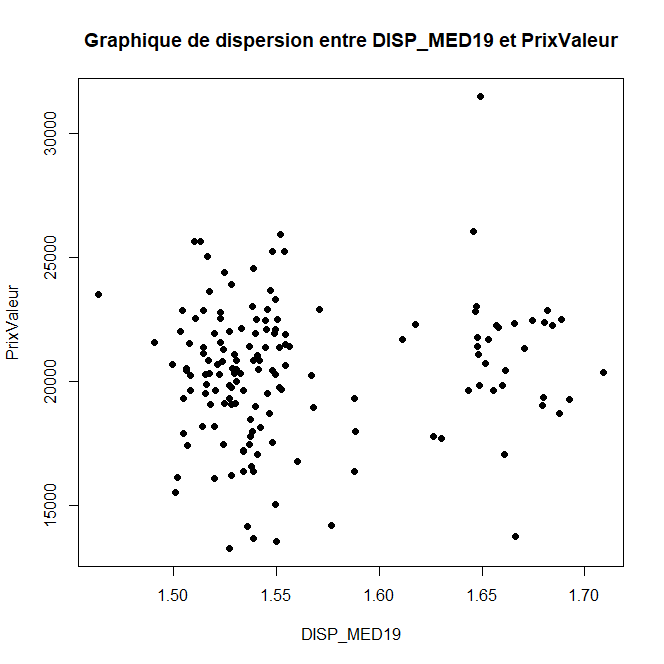 Graphique de dispersion entre DISP_MED19 et PrixValeur
PrixValeur
30000
25000
20000
15000
1.50 1.55 1.60 1.65 1.70
DISP_MED19